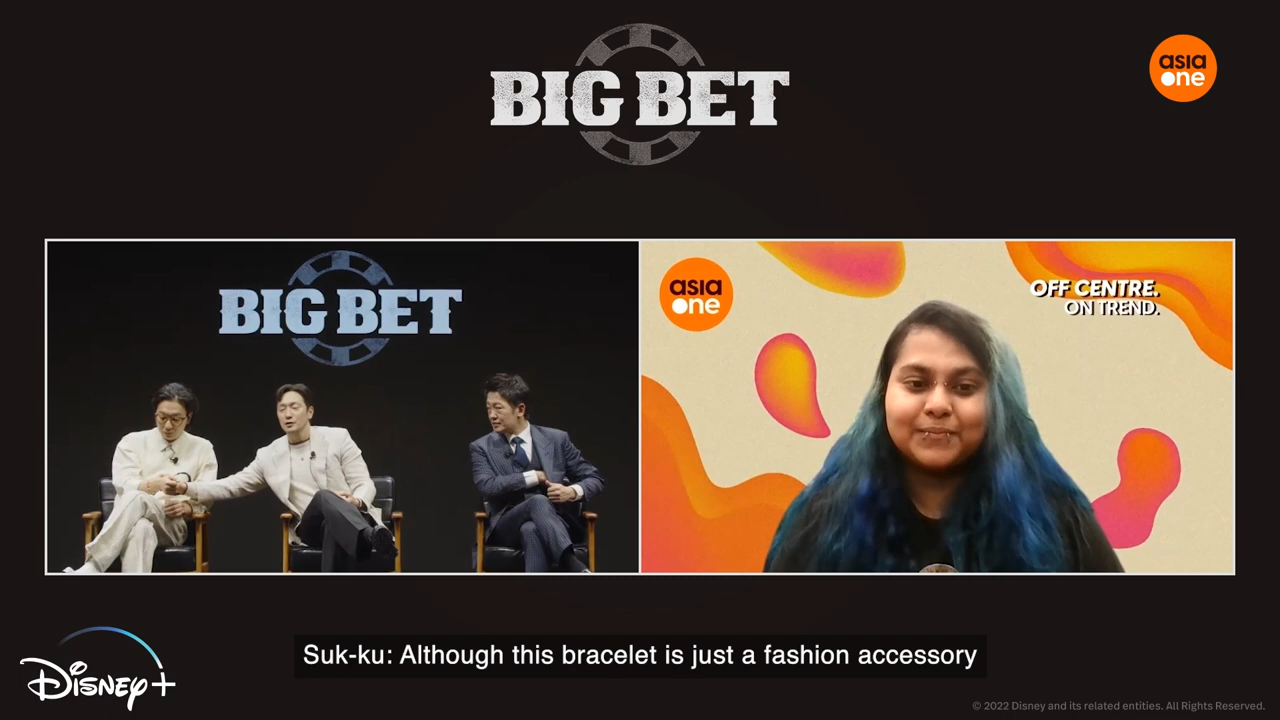 BIG BET
asia
one
BIG BET
asia
one
OFF CENTRE.
ON TREND.
Disney+
Suk-ku: Although this bracelet is just a fashion accessory
© 2022 Disney and its related entities. All Rights Reserved.